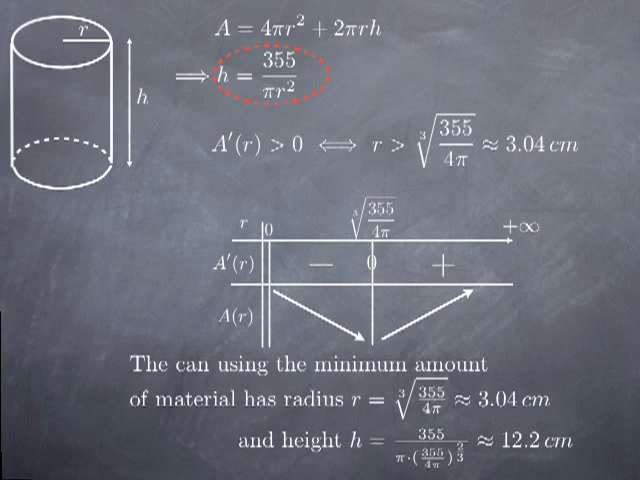 r
h
A = 4πr² + 2πrh
⟹ h = 355/(πr²)
A′(r) > 0 ⟺ r > ∛(355/4π) ≈ 3.04 cm
r 0 ∛(355/4π) +∞
A′(r) − 0 +
A(r)
The can using the minimum amount
of material has radius r = ∛(355/4π) ≈ 3.04 cm
and height h = 355/(π·(355/4π)^(2/3)) ≈ 12.2 cm